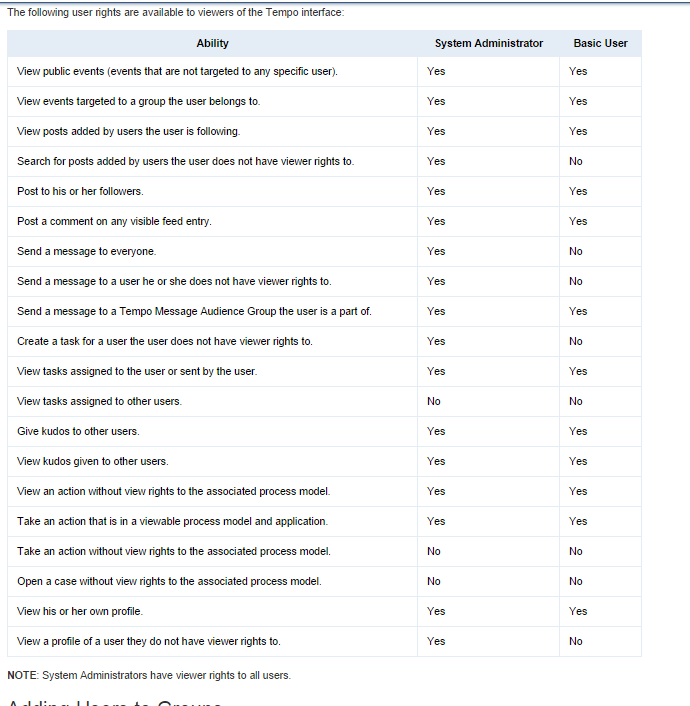 The following user rights are available to viewers of the Tempo interface:
Ability System Administrator Basic User
View public events (events that are not targeted to any specific user). Yes Yes
View events targeted to a group the user belongs to. Yes Yes
View posts added by users the user is following. Yes Yes
Search for posts added by users the user does not have viewer rights to. Yes No
Post to his or her followers. Yes Yes
Post a comment on any visible feed entry. Yes Yes
Send a message to everyone. Yes No
Send a message to a user he or she does not have viewer rights to. Yes No
Send a message to a Tempo Message Audience Group the user is a part of. Yes Yes
Create a task for a user the user does not have viewer rights to. Yes No
View tasks assigned to the user or sent by the user. Yes Yes
View tasks assigned to other users. No No
Give kudos to other users. Yes Yes
View kudos given to other users. Yes Yes
View an action without view rights to the associated process model. Yes Yes
Take an action that is in a viewable process model and application. Yes Yes
Take an action without view rights to the associated process model. No No
Open a case without view rights to the associated process model. No No
View his or her own profile. Yes Yes
View a profile of a user they do not have viewer rights to. Yes No
NOTE: System Administrators have viewer rights to all users.
Adding Users to Groups